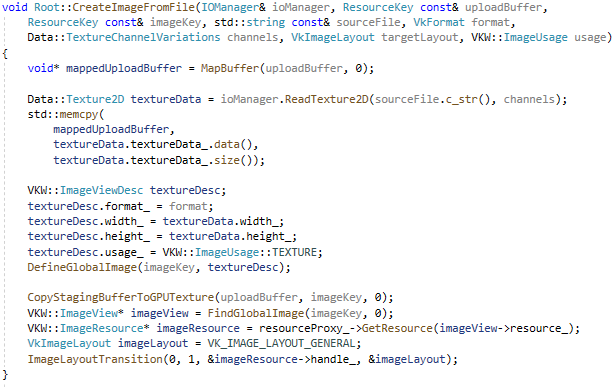 void Root::CreateImageFromFile(IOManager& ioManager, ResourceKey const& uploadBuffer,
    ResourceKey const& imageKey, std::string const& sourceFile, VkFormat format,
    Data::TextureChannelVariations channels, VkImageLayout targetLayout, VKW::ImageUsage usage)
{
    void* mappedUploadBuffer = MapBuffer(uploadBuffer, 0);

    Data::Texture2D textureData = ioManager.ReadTexture2D(sourceFile.c_str(), channels);
    std::memcpy(
        mappedUploadBuffer,
        textureData.textureData_.data(),
        textureData.textureData_.size());

    VKW::ImageViewDesc textureDesc;
    textureDesc.format_ = format;
    textureDesc.width_ = textureData.width_;
    textureDesc.height_ = textureData.height_;
    textureDesc.usage_ = VKW::ImageUsage::TEXTURE;
    DefineGlobalImage(imageKey, textureDesc);

    CopyStagingBufferToGPUTexture(uploadBuffer, imageKey, 0);
    VKW::ImageView* imageView = FindGlobalImage(imageKey, 0);
    VKW::ImageResource* imageResource = resourceProxy_->GetResource(imageView->resource_);
    VkImageLayout imageLayout = VK_IMAGE_LAYOUT_GENERAL;
    ImageLayoutTransition(0, 1, &imageResource->handle_, &imageLayout);
}